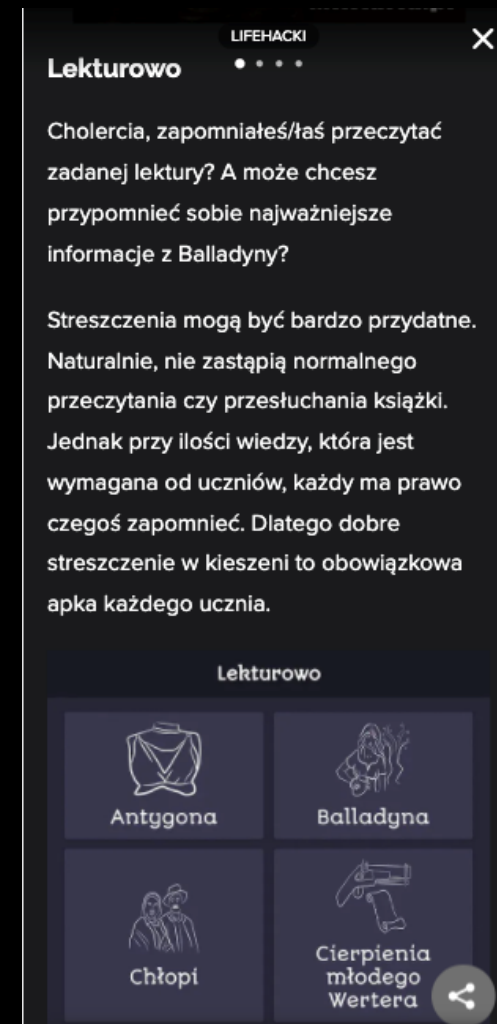 LIFEHACKI
Lekturowo
Cholercia, zapomniałeś/łaś przeczytać
zadanej lektury? A może chcesz
przypomnieć sobie najważniejsze
informacje z Balladyny?
Streszczenia mogą być bardzo przydatne.
Naturalnie, nie zastąpią normalnego
przeczytania czy przesłuchania książki.
Jednak przy ilości wiedzy, która jest
wymagana od uczniów, każdy ma prawo
czegoś zapomnieć. Dlatego dobre
streszczenie w kieszeni to obowiązkowa
apka każdego ucznia.
Lekturowo
Antygona
Balladyna
Chłopi
Cierpienia
młodego
Wertera